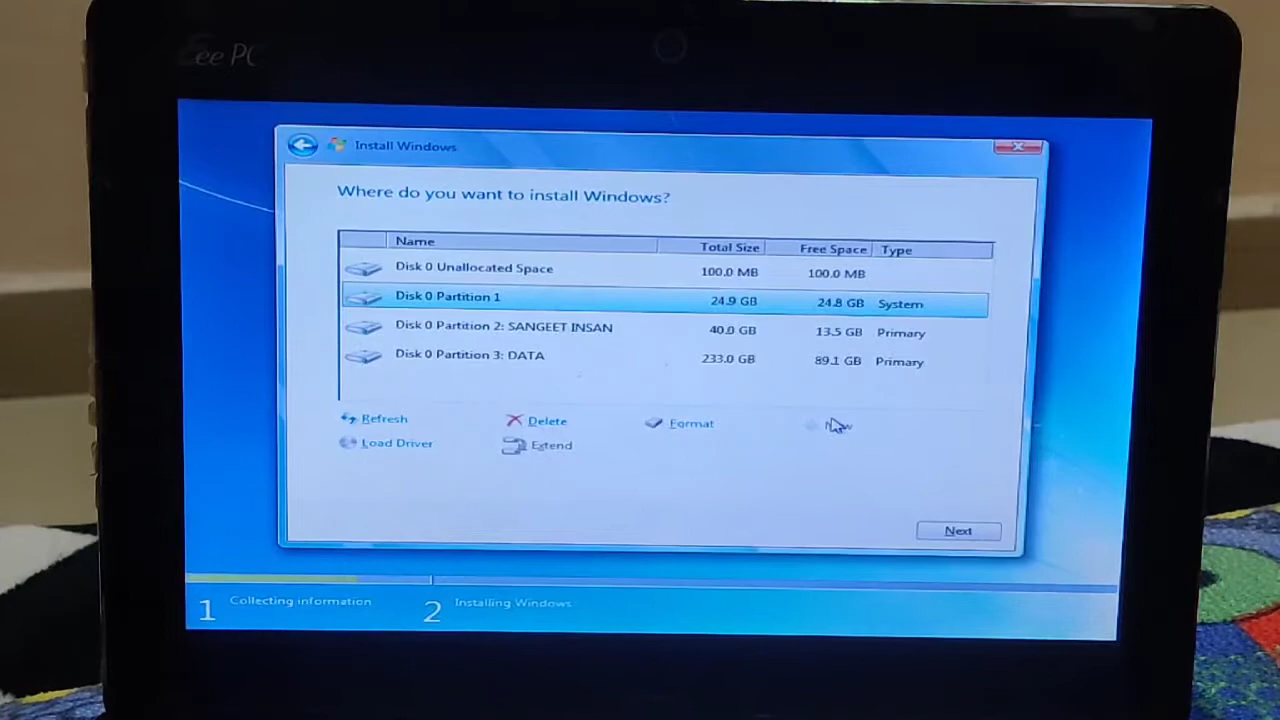 Eee PC
Install Windows
Where do you want to install Windows?
Name Total Size Free Space Type
Disk 0 Unallocated Space 100.0 MB 100.0 MB
Disk 0 Partition 1 24.9 GB 24.8 GB System
Disk 0 Partition 2: SANGEET INSAN 40.0 GB 13.5 GB Primary
Disk 0 Partition 3: DATA 233.0 GB 89.1 GB Primary
Refresh Delete Format
Load Driver Extend
Next
1 Collecting information 2 Installing Windows